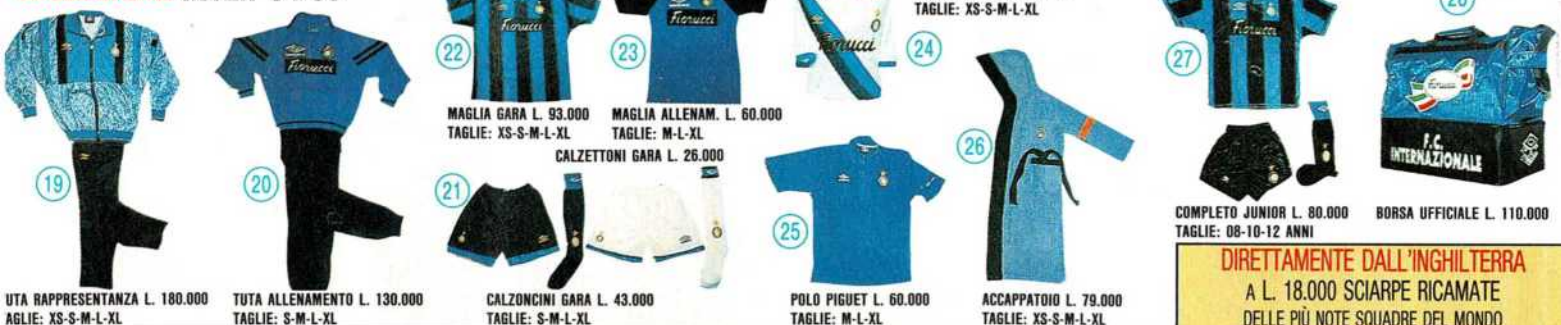 TAGLIE: XS-S-M-L-XL
22
Fiorucci
23
Fiorucci
Fiorucci
24
27
Fiorucci
MAGLIA GARA L. 93.000
TAGLIE: XS-S-M-L-XL
MAGLIA ALLENAM. L. 60.000
TAGLIE: M-L-XL
CALZETTONI GARA L. 26.000
19
20
Fiorucci
21
25
26
F.C.
INTERNAZIONALE
COMPLETO JUNIOR L. 80.000
TAGLIE: 08-10-12 ANNI
BORSA UFFICIALE L. 110.000
UTA RAPPRESENTANZA L. 180.000
AGLIE: XS-S-M-L-XL
TUTA ALLENAMENTO L. 130.000
TAGLIE: S-M-L-XL
CALZONCINI GARA L. 43.000
TAGLIE: S-M-L-XL
POLO PIGUET L. 60.000
TAGLIE: M-L-XL
ACCAPPATOIO L. 79.000
TAGLIE: XS-S-M-L-XL
DIRETTAMENTE DALL'INGHILTERRA
A L. 18.000 SCIARPE RICAMATE
DELLE PIÙ NOTE SQUADRE DEL MONDO